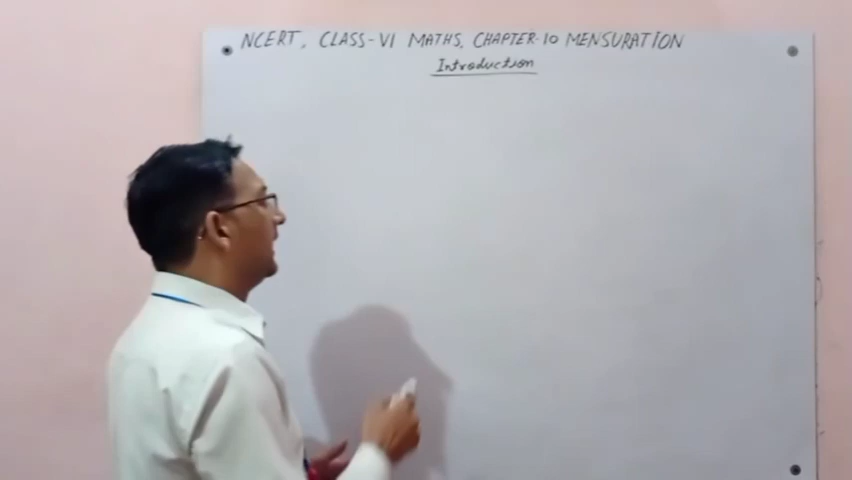 NCERT, CLASS-VI MATHS, CHAPTER-10 MENSURATION
Introduction